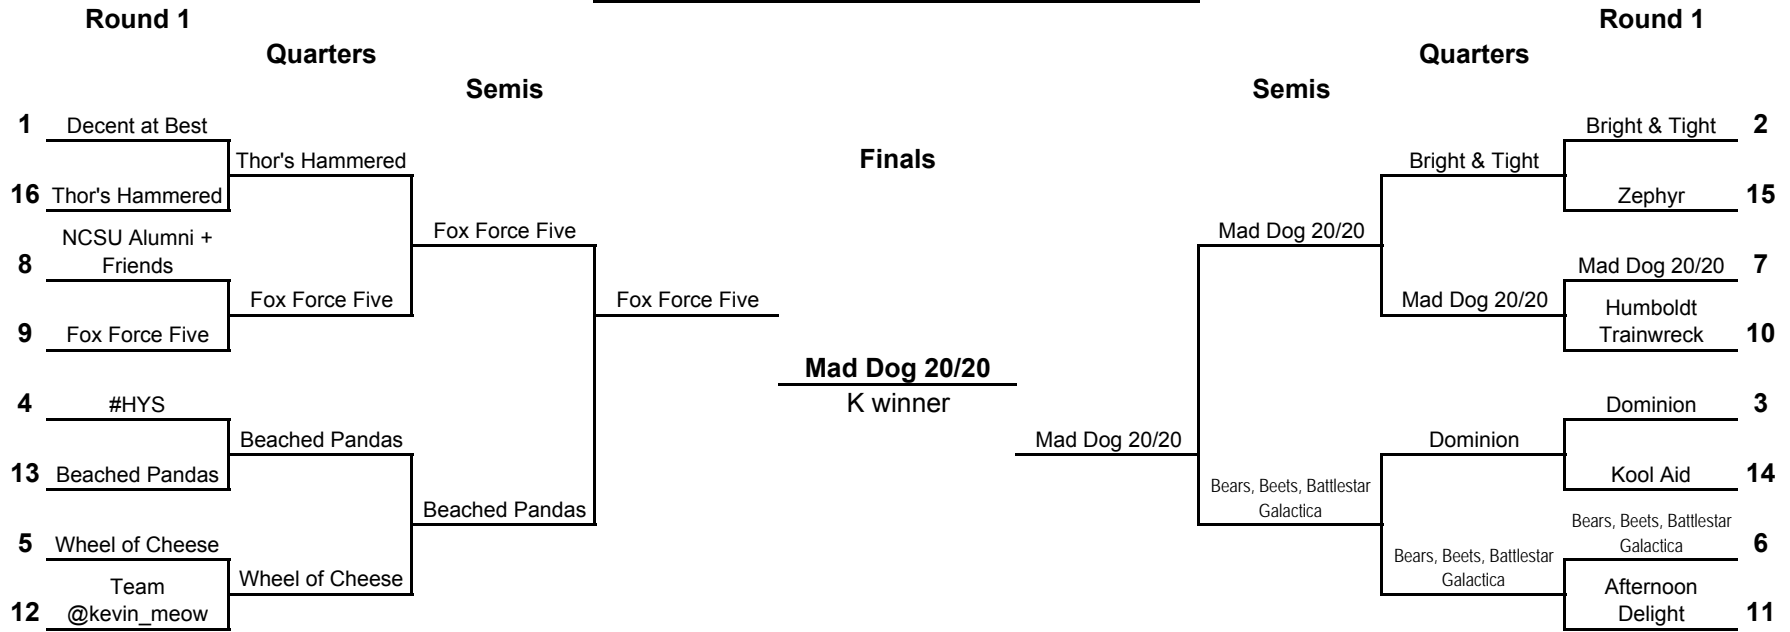 Round 1
Round 1
Quarters
Quarters
Semis
Semis
Finals
1 Decent at Best
16 Thor's Hammered
NCSU Alumni +
8 Friends
9 Fox Force Five
4 #HYS
13 Beached Pandas
5 Wheel of Cheese
Team
12 @kevin_meow
Thor's Hammered
Fox Force Five
Beached Pandas
Wheel of Cheese
Fox Force Five
Beached Pandas
Fox Force Five
Mad Dog 20/20
K winner
Mad Dog 20/20
Mad Dog 20/20
Bears, Beets, Battlestar
Galactica
Bright & Tight
Mad Dog 20/20
Dominion
Bears, Beets, Battlestar
Galactica
Bright & Tight 2
Zephyr 15
Mad Dog 20/20 7
Humboldt
Trainwreck 10
Dominion 3
Kool Aid 14
Bears, Beets, Battlestar
Galactica 6
Afternoon
Delight 11